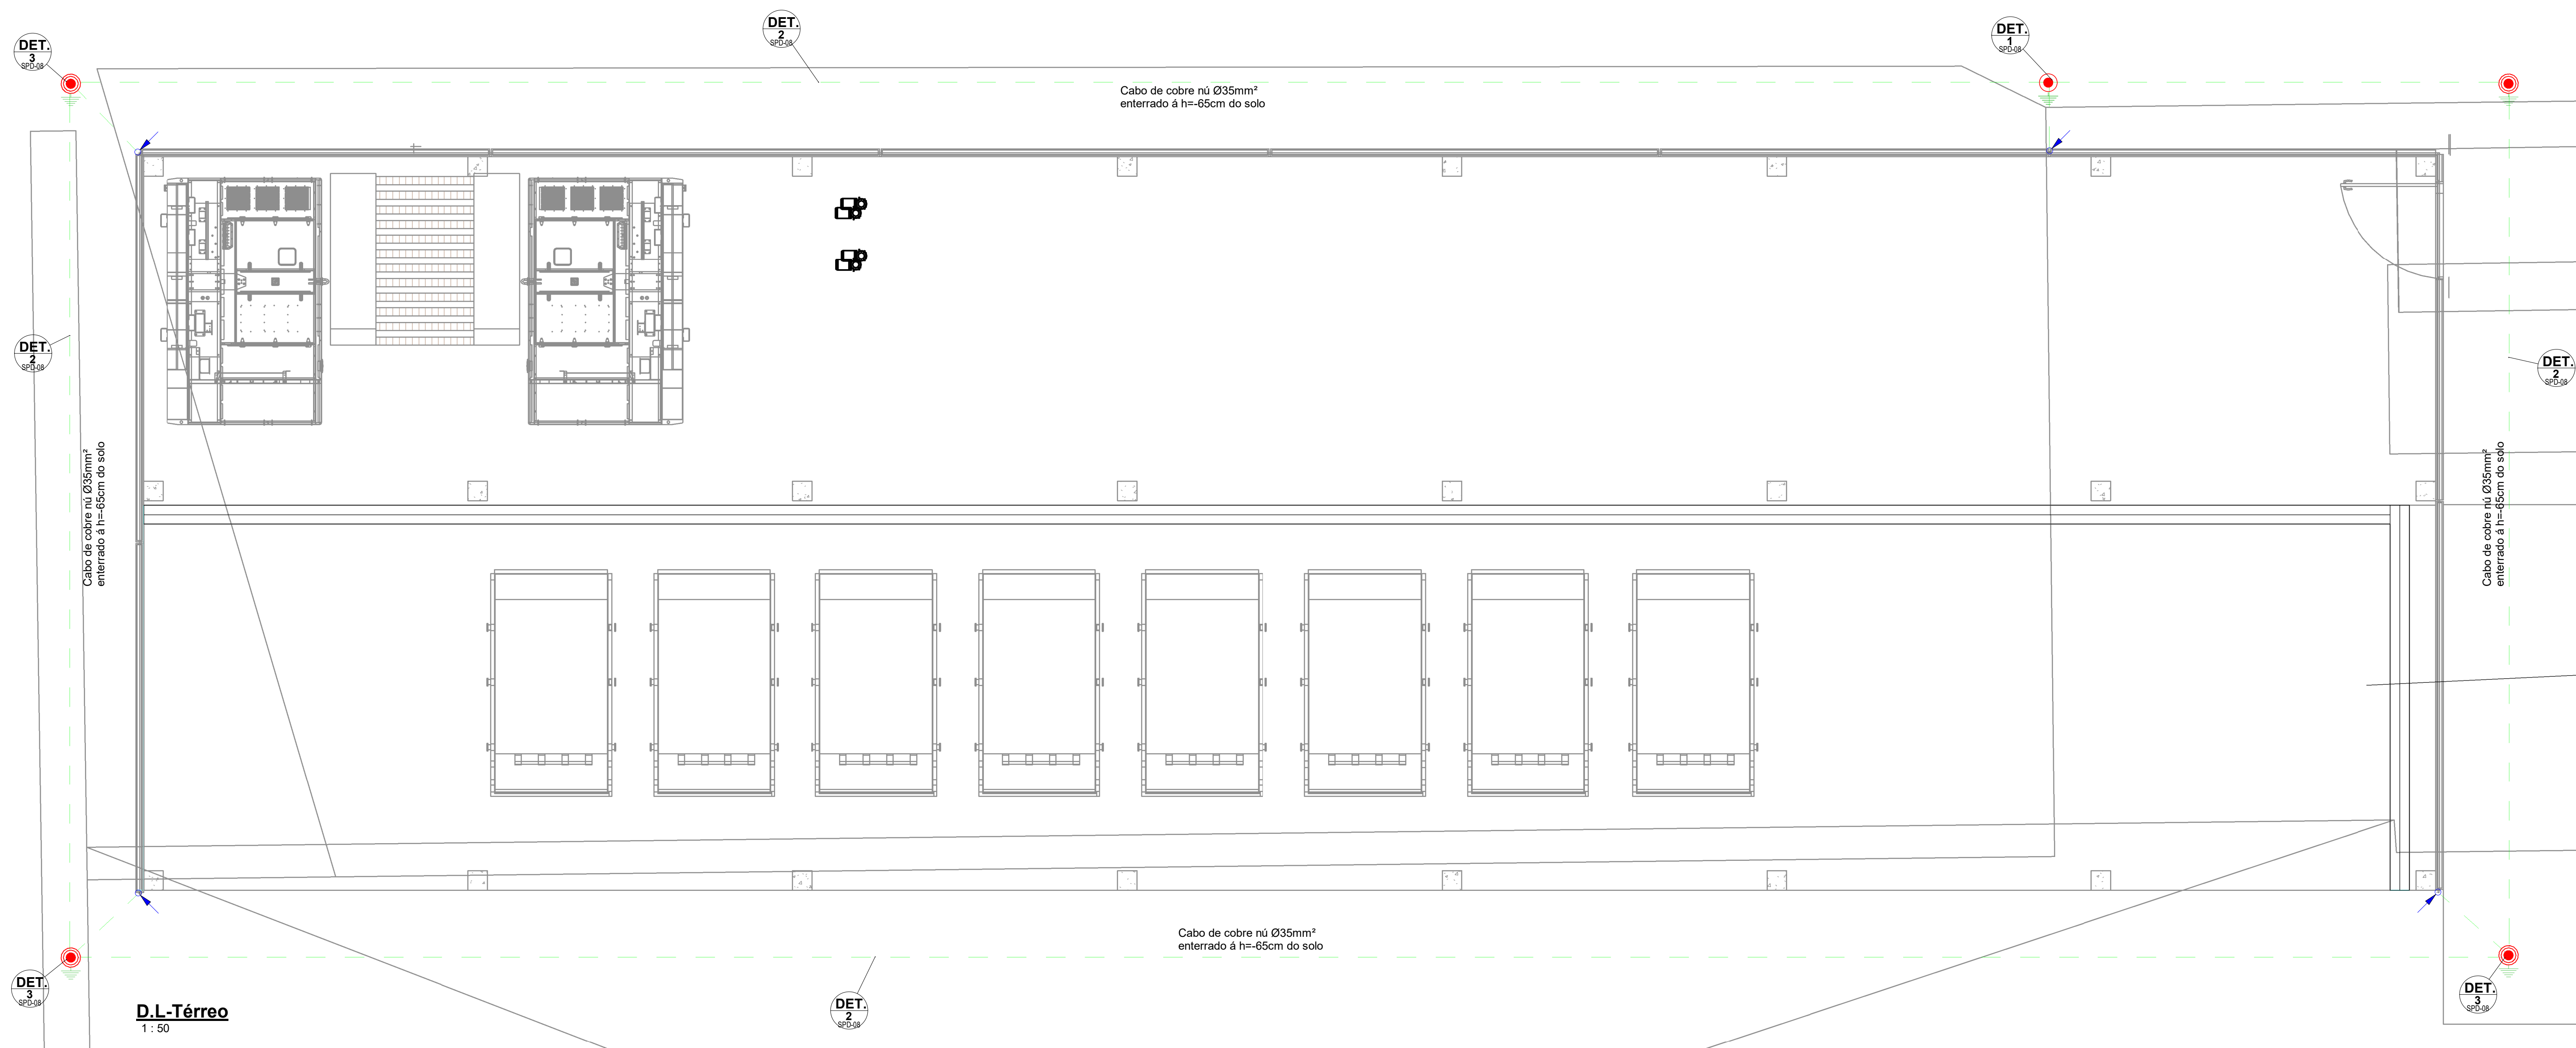 DET.
3
SPD-08
DET.
2
SPD-08
DET.
1
SPD-08
Cabo de cobre nú Ø35mm²
enterrado á h=-65cm do solo
DET.
2
SPD-08
DET.
2
SPD-08
Cabo de cobre nú Ø35mm²
enterrado á h=-65cm do solo
Cabo de cobre nú Ø35mm²
enterrado á h=-65cm do solo
Cabo de cobre nú Ø35mm²
enterrado á h=-65cm do solo
DET.
3
SPD-08
DET.
2
SPD-08
DET.
3
SPD-08
D.L-Térreo
1 : 50